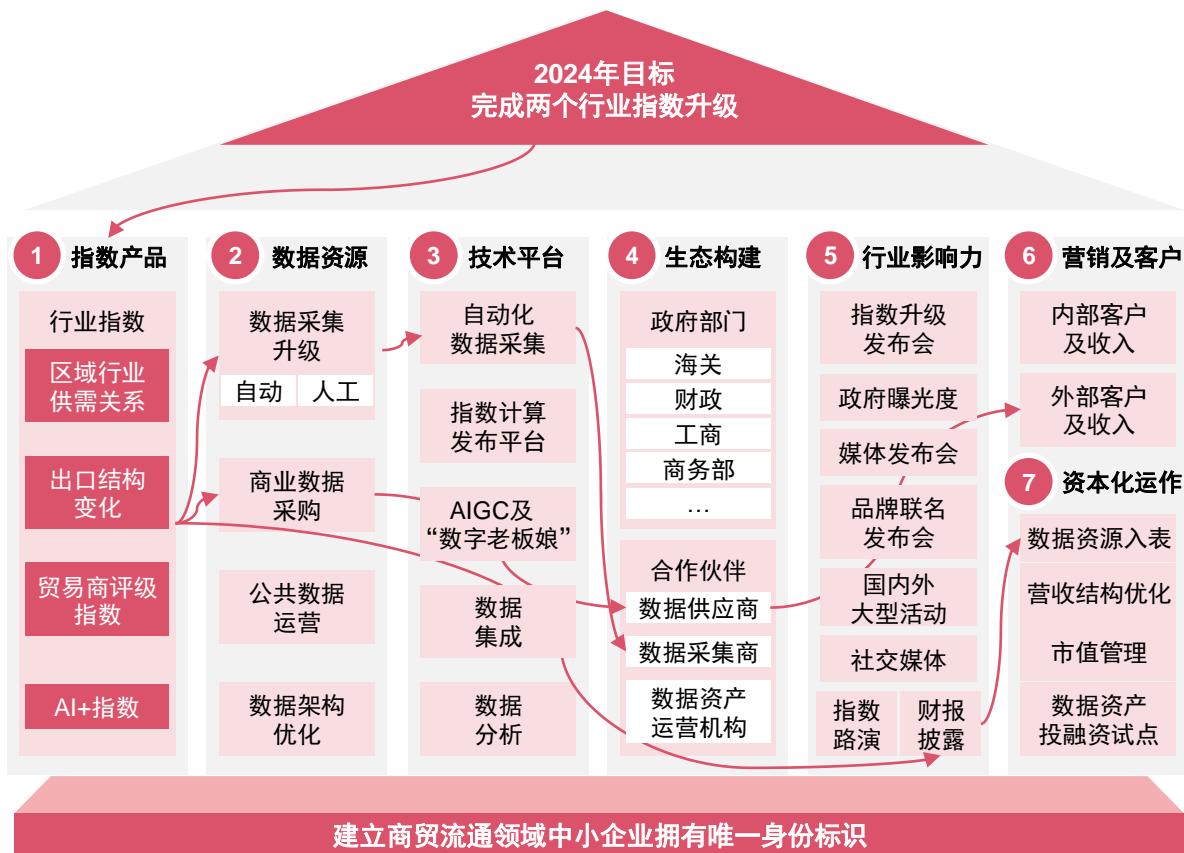 2024年目标
完成两个行业指数升级
1 指数产品
行业指数
区域行业
供需关系
出口结构
变化
贸易商评级
指数
AI+指数
2 数据资源
数据采集
升级
自动 人工
商业数据
采购
公共数据
运营
数据架构
优化
3 技术平台
自动化
数据采集
指数计算
发布平台
AIGC及
“数字老板娘”
数据
集成
数据
分析
4 生态构建
政府部门
海关
财政
工商
商务部
…
合作伙伴
数据供应商
数据采集商
数据资产
运营机构
5 行业影响力
指数升级
发布会
政府曝光度
媒体发布会
品牌联名
发布会
国内外
大型活动
社交媒体
指数
路演
财报
披露
6 营销及客户
内部客户
及收入
外部客户
及收入
7 资本化运作
数据资源入表
营收结构优化
市值管理
数据资产
投融资试点
建立商贸流通领域中小企业拥有唯一身份标识